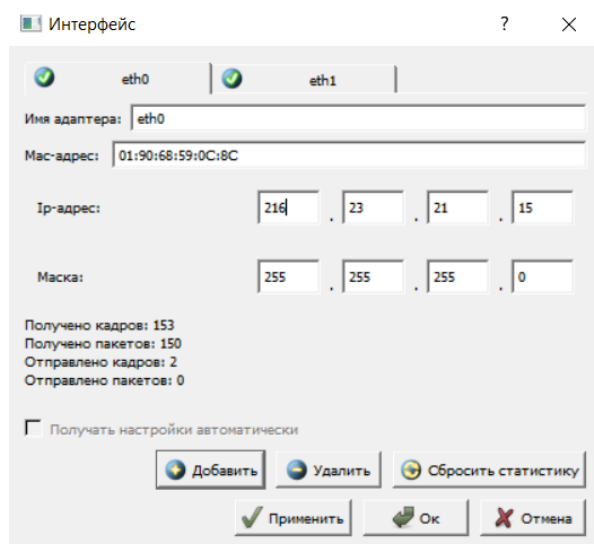 Интерфейс ? ×
eth0 eth1
Имя адаптера: eth0
Мас-адрес: 01:90:68:59:0C:8C
Ip-адрес: 216 . 23 . 21 . 15
Маска: 255 . 255 . 255 . 0
Получено кадров: 153
Получено пакетов: 150
Отправлено кадров: 2
Отправлено пакетов: 0
Получать настройки автоматически
Добавить Удалить Сбросить статистику
Применить Ок Отмена